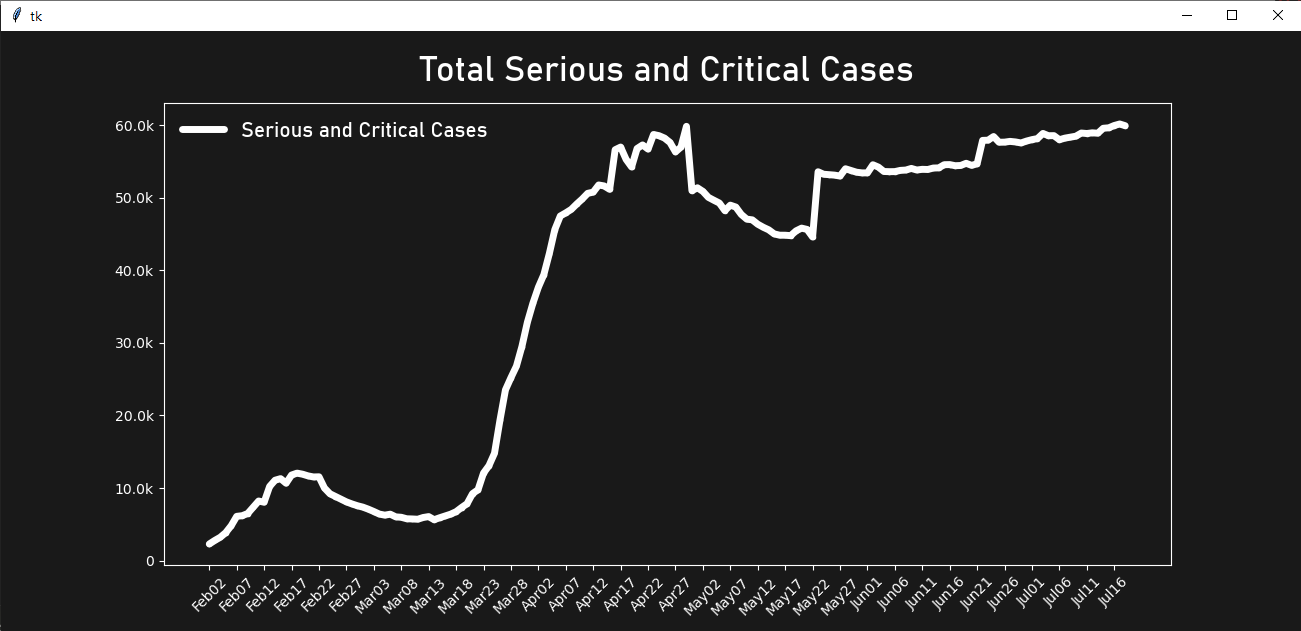 tk
Total Serious and Critical Cases
Serious and Critical Cases
60.0k
50.0k
40.0k
30.0k
20.0k
10.0k
0
Feb02 Feb07 Feb12 Feb17 Feb22 Feb27 Mar03 Mar08 Mar13 Mar18 Mar23 Mar28 Apr02 Apr07 Apr12 Apr17 Apr22 Apr27 May02 May07 May12 May17 May22 May27 Jun01 Jun06 Jun11 Jun16 Jun21 Jun26 Jul01 Jul06 Jul11 Jul16